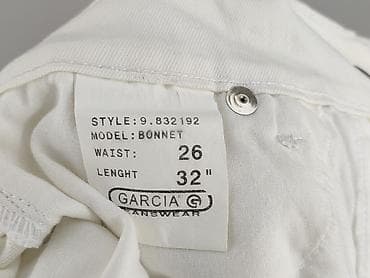 STYLE:9.832192
MODEL:BONNET
WAIST: 26
LENGHT 32"
GARCIA G
JEANSWEAR